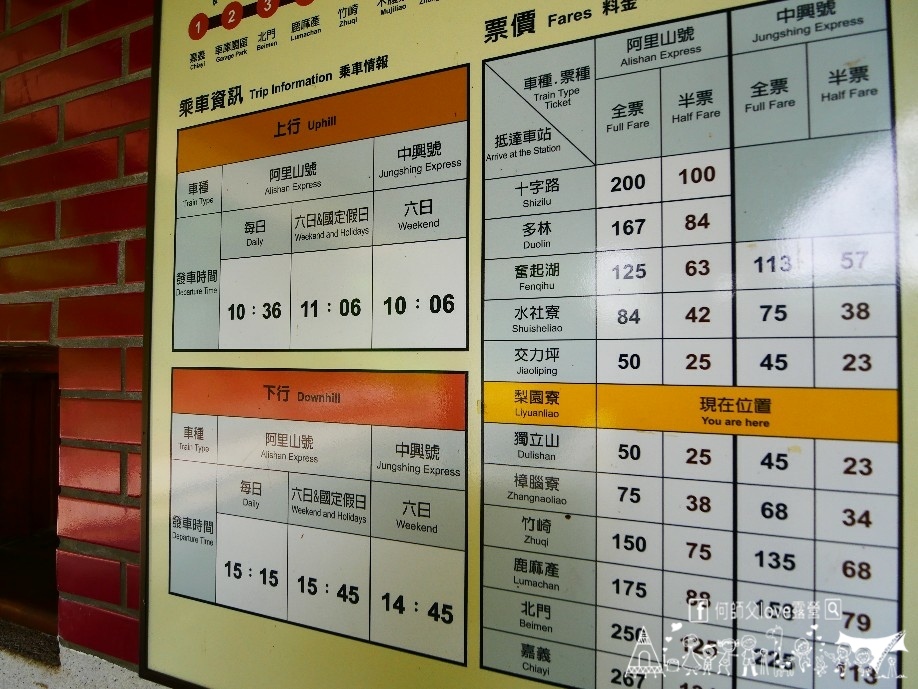 1 2 3
嘉義 車庫園區 北門 鹿麻產 竹崎
Chiayi Garage Park Beimen Lumachan Zhuqi Mujiliao
乘車資訊 Trip Information 乘車情報
上行 Uphill
車種 阿里山號 中興號
Train Type Alishan Express Jungshing Express
每日 六日&國定假日 六日
Daily Weekend and Holidays Weekend
發車時間
Departure Time
10：36 11：06 10：06
下行 Downhill
車種 阿里山號 中興號
Train Type Alishan Express Jungshing Express
每日 六日&國定假日 六日
Daily Weekend and Holidays Weekend
發車時間
Departure Time
15：15 15：45 14：45
票價 Fares 料金
車種.票種 阿里山號 中興號
Train Type Alishan Express Jungshing Express
Ticket
抵達車站 全票 半票 全票 半票
Arrive at the Station Full Fare Half Fare Full Fare Half Fare
十字路 200 100
Shizilu
多林 167 84
Duolin
奮起湖 125 63 113 57
Fenqihu
水社寮 84 42 75 38
Shuisheliao
交力坪 50 25 45 23
Jiaoliping
梨園寮 現在位置
Liyuanliao You are here
獨立山 50 25 45 23
Dulishan
樟腦寮 75 38 68 34
Zhangnaoliao
竹崎 150 75 135 68
Zhuqi
鹿麻產 175 88 79
Lumachan
北門 250 125
Beimen
嘉義 267 113
Chiayi
f 何師父love露營